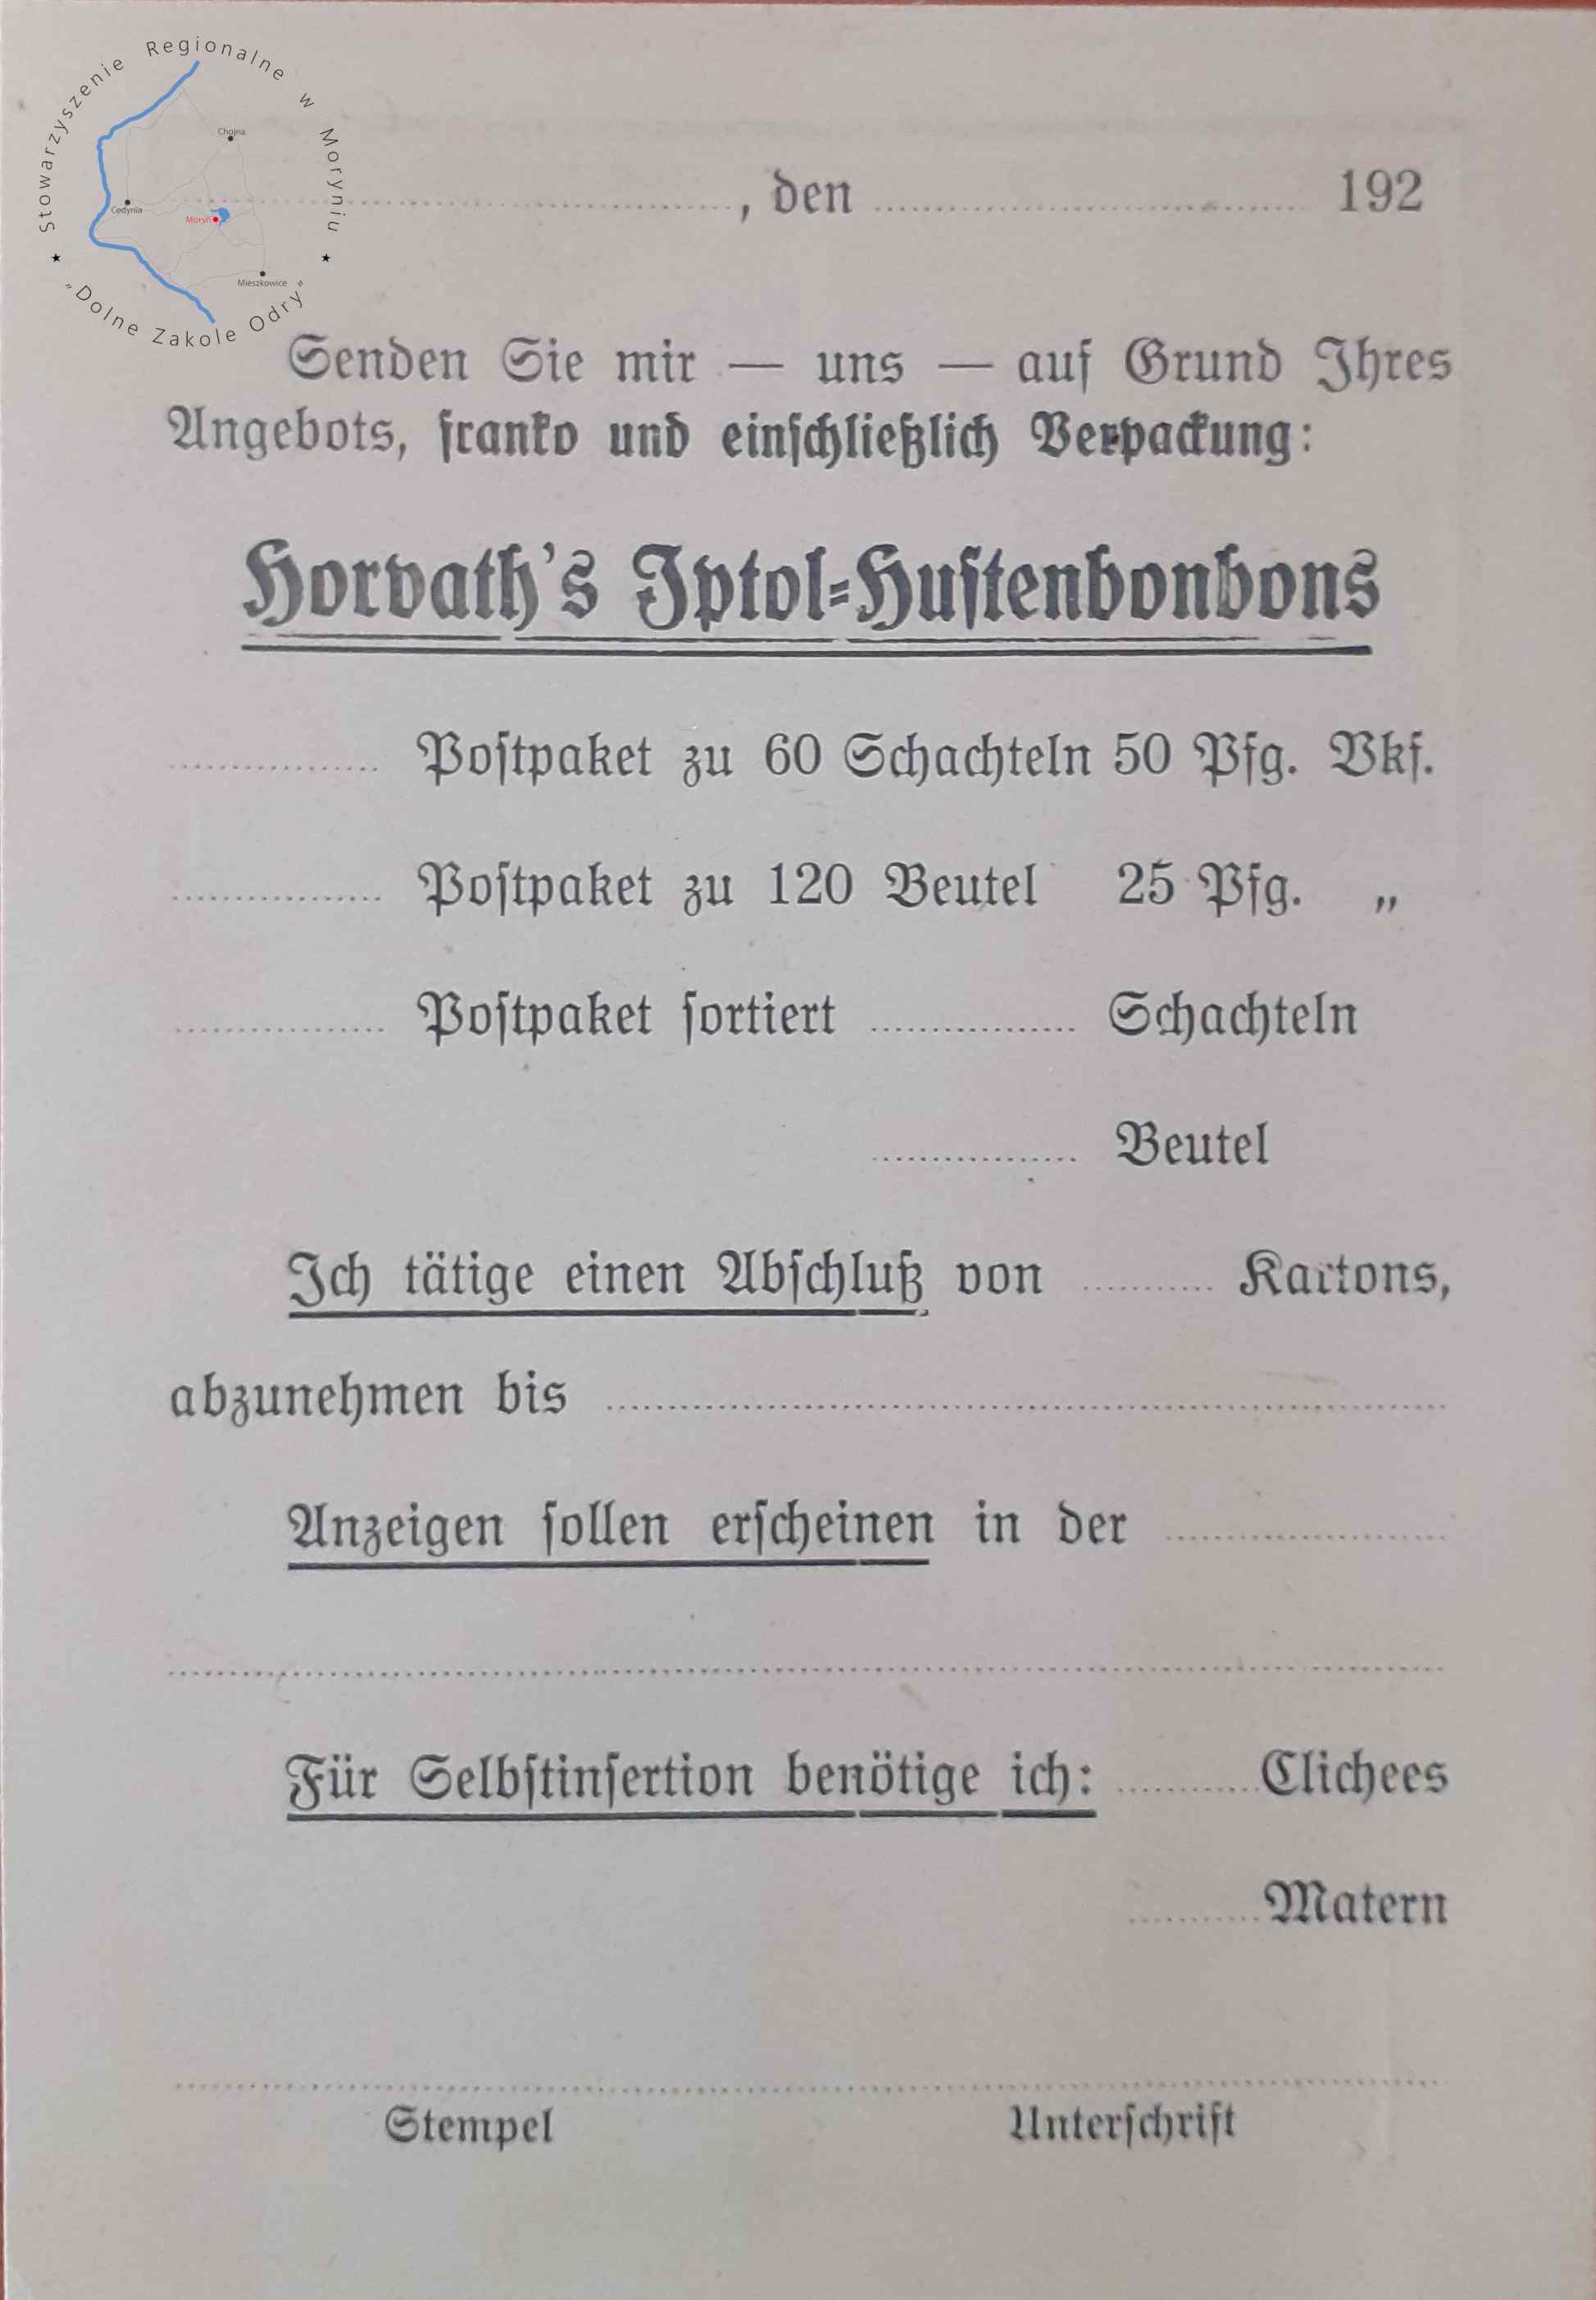 Stowarzyszenie Regionalne w Moryniu
"Dolne Zakole Odry"
Chojna
Cedynia
Moryń
Mieszkowice
........, den ........ 192
Senden Sie mir — uns — auf Grund Ihres
Angebots, franko und einschließlich Verpackung:
Horvath's Iptol-Hustenbonbons
........ Postpaket zu 60 Schachteln 50 Pfg. Vkf.
........ Postpaket zu 120 Beutel 25 Pfg. „
........ Postpaket sortiert ........ Schachteln
........ Beutel
Ich tätige einen Abschluß von ........ Kartons,
abzunehmen bis ........
Anzeigen sollen erscheinen in der ........
Für Selbstinsertion benötige ich: ........ Clichees
........ Matern
Stempel Unterschrift